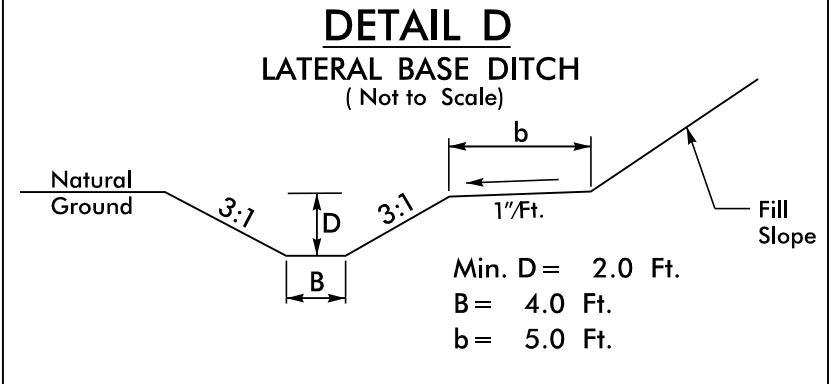 DETAIL D
LATERAL BASE DITCH
( Not to Scale)
b
Natural
Ground
3:1
D
3:1
1"/Ft.
Fill
Slope
B
Min. D = 2.0 Ft.
B = 4.0 Ft.
b = 5.0 Ft.